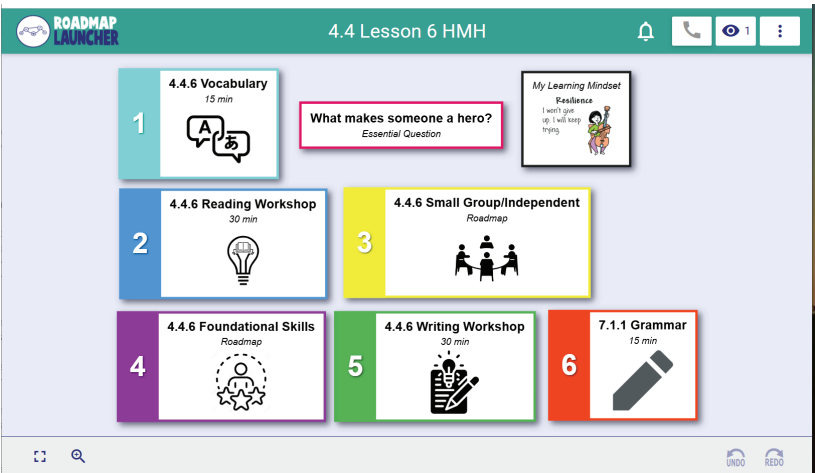 ROADMAP
LAUNCHER
4.4 Lesson 6 HMH
1
1
4.4.6 Vocabulary
15 min
A
あ
What makes someone a hero?
Essential Question
My Learning Mindset
Resilience
I won't give
up. I will keep
trying.
2
4.4.6 Reading Workshop
30 min
3
4.4.6 Small Group/Independent
Roadmap
4
4.4.6 Foundational Skills
Roadmap
5
4.4.6 Writing Workshop
30 min
6
7.1.1 Grammar
15 min
UNDO
REDO